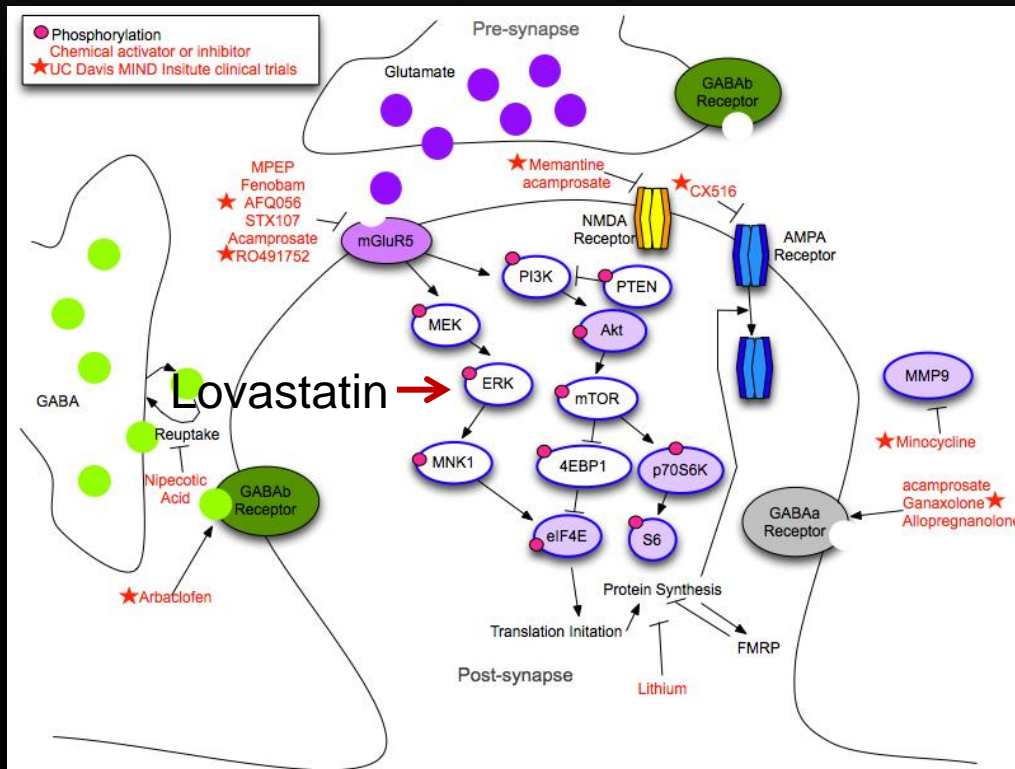 Phosphorylation
Chemical activator or inhibitor
UC Davis MIND Insitute clinical trials
Pre-synapse
Glutamate
GABAb
Receptor
MPEP
Fenobam
AFQ056
STX107
Acamprosate
RO491752
mGluR5
Memantine
acamprosate
NMDA
Receptor
CX516
AMPA
Receptor
PI3K
PTEN
MEK
Akt
GABA
Lovastatin
ERK
mTOR
MMP9
Reuptake
Nipecotic
Acid
GABAb
Receptor
MNK1
4EBP1
p70S6K
Minocycline
eIF4E
S6
GABAa
Receptor
acamprosate
Ganaxolone
Allopregnanolone
Arbaclofen
Protein Synthesis
Translation Initation
FMRP
Post-synapse
Lithium